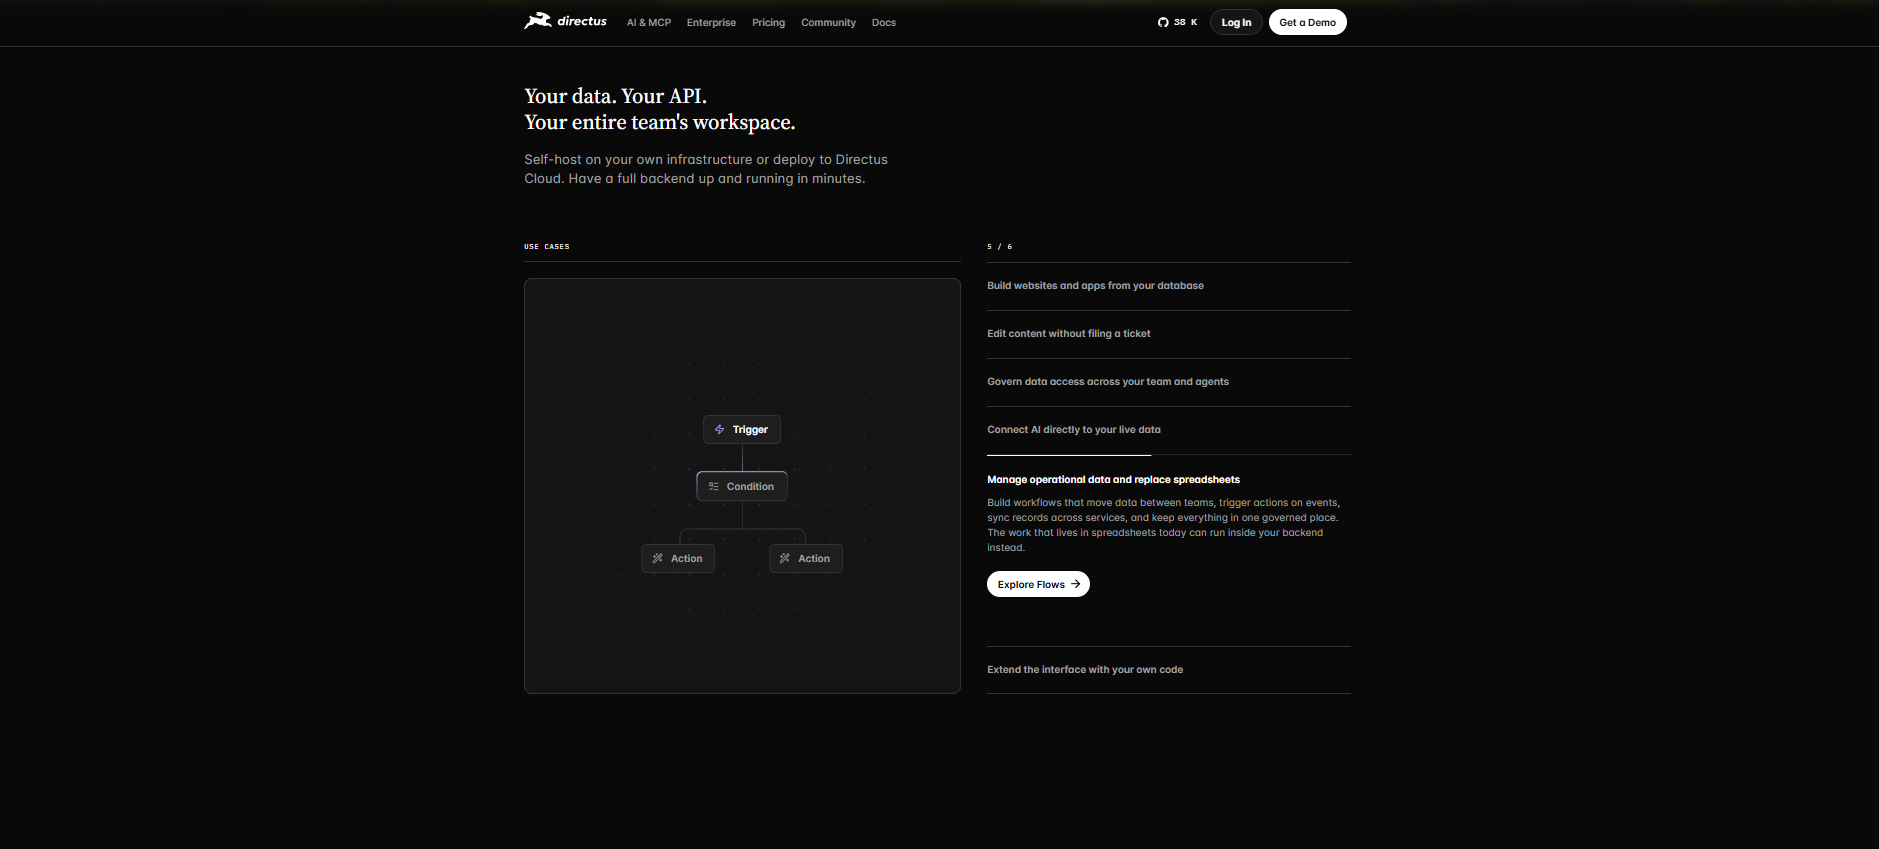 directus
AI & MCP
Enterprise
Pricing
Community
Docs
38 K
Log In
Get a Demo
Your data. Your API.
Your entire team's workspace.
Self-host on your own infrastructure or deploy to Directus
Cloud. Have a full backend up and running in minutes.
USE CASES
Trigger
Condition
Action
Action
5 / 6
Build websites and apps from your database
Edit content without filing a ticket
Govern data access across your team and agents
Connect AI directly to your live data
Manage operational data and replace spreadsheets
Build workflows that move data between teams, trigger actions on events,
sync records across services, and keep everything in one governed place.
The work that lives in spreadsheets today can run inside your backend
instead.
Explore Flows
Extend the interface with your own code